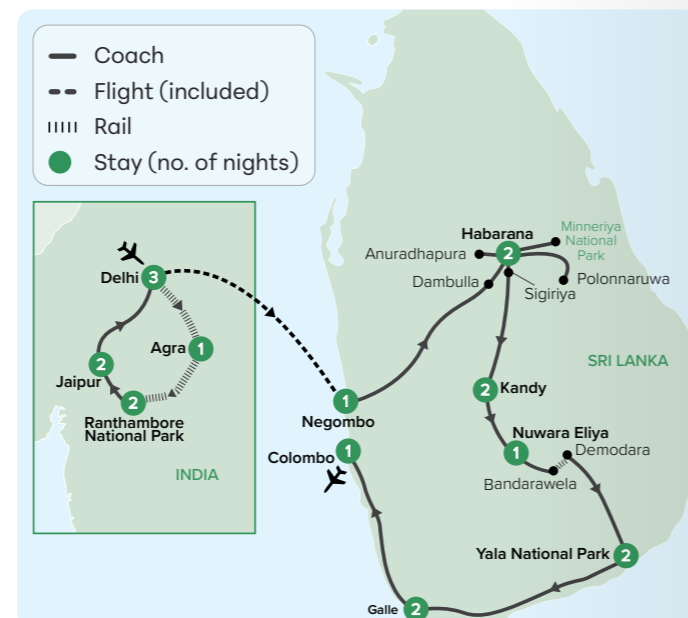 Coach
Flight (included)
Rail
Stay (no. of nights)
Delhi
3
Agra
1
2
Jaipur
2
Ranthambore
National Park
INDIA
Habarana
2
Minneriya
National
Park
Anuradhapura
Dambulla
Sigiriya
Polonnaruwa
SRI LANKA
2
Kandy
1
Negombo
Nuwara Eliya
1
Demodara
Bandarawela
Colombo
1
Yala National Park
2
Galle
2